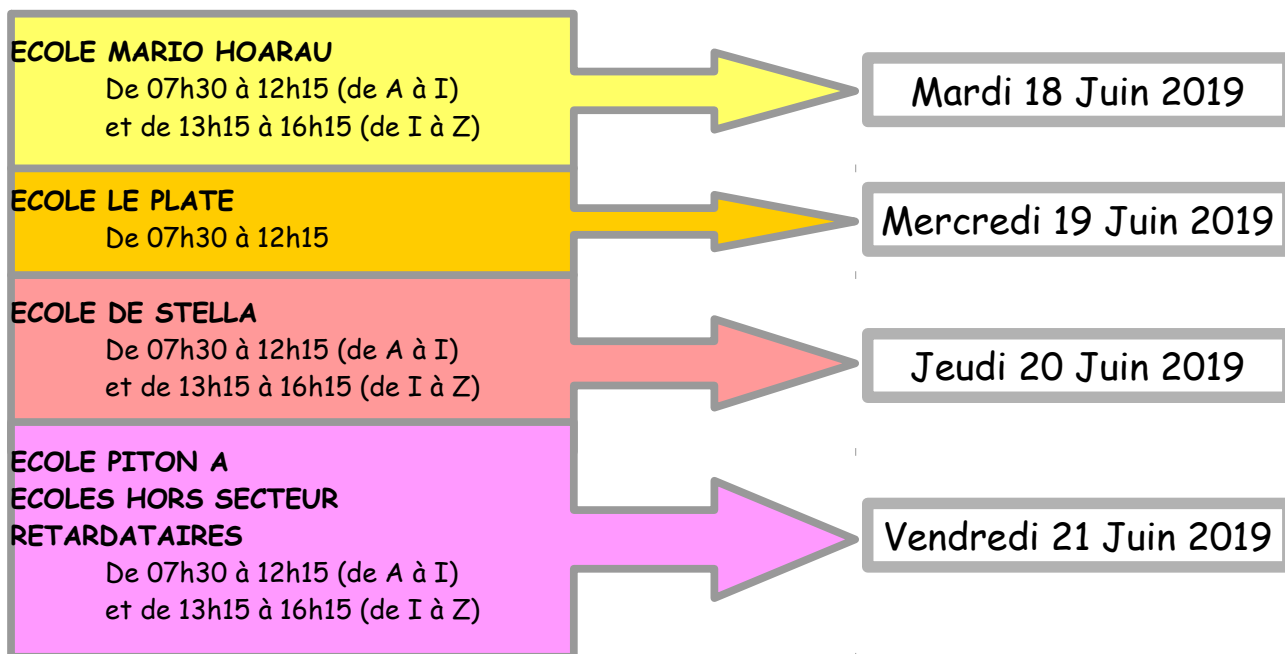 ECOLE MARIO HOARAU
De 07h30 à 12h15 (de A à I)
et de 13h15 à 16h15 (de I à Z)
Mardi 18 Juin 2019
ECOLE LE PLATE
De 07h30 à 12h15
Mercredi 19 Juin 2019
ECOLE DE STELLA
De 07h30 à 12h15 (de A à I)
et de 13h15 à 16h15 (de I à Z)
Jeudi 20 Juin 2019
ECOLE PITON A
ECOLES HORS SECTEUR
RETARDATAIRES
De 07h30 à 12h15 (de A à I)
et de 13h15 à 16h15 (de I à Z)
Vendredi 21 Juin 2019